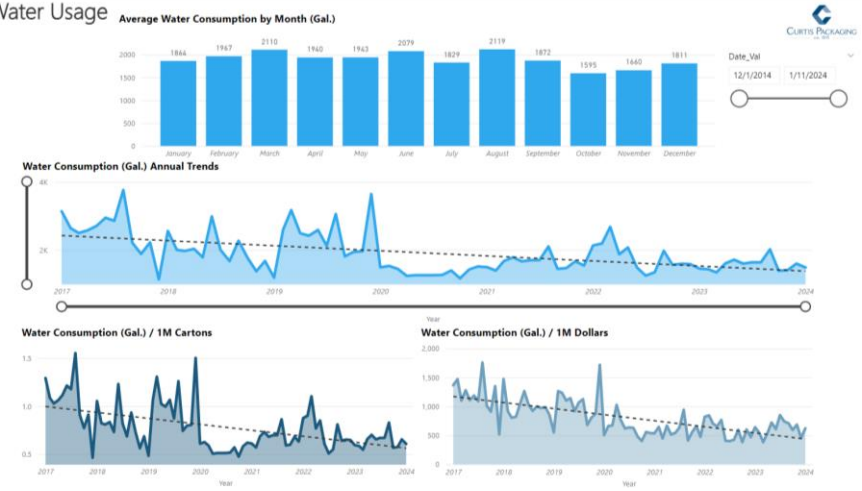 Water Usage
Average Water Consumption by Month (Gal.)
CURTIS PACKAGING
Date_Val
12/1/2014 1/11/2024
2000
1500
1000
500
0
1866 1967 2110 1960 1963 2079 1829 2119 1872 1595 1660 1811
January February March April May June July August September October November December
Water Consumption (Gal.) Annual Trends
4K
2K
2017 2018 2019 2020 2021 2022 2023 2024
Year
Water Consumption (Gal.) / 1M Cartons
1.5
1.0
0.5
2017 2018 2019 2020 2021 2022 2023 2024
Year
Water Consumption (Gal.) / 1M Dollars
2,000
1,500
1,000
500
0
2017 2018 2019 2020 2021 2022 2023 2024
Year